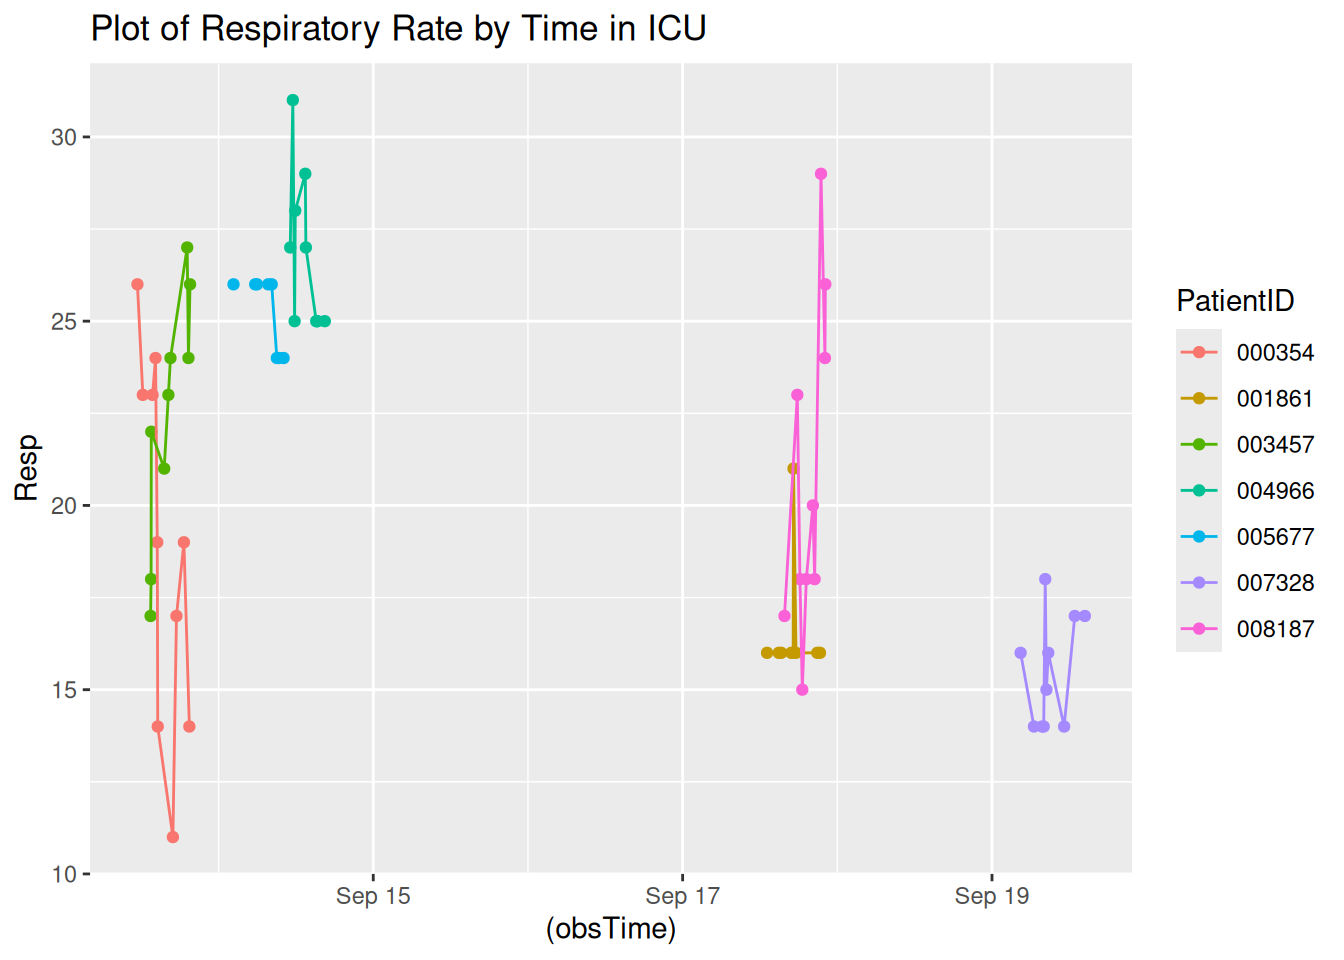 Plot of Respiratory Rate by Time in ICU
Resp
30
25
20
15
10
Sep 15
Sep 17
Sep 19
(obsTime)
PatientID
000354
001861
003457
004966
005677
007328
008187